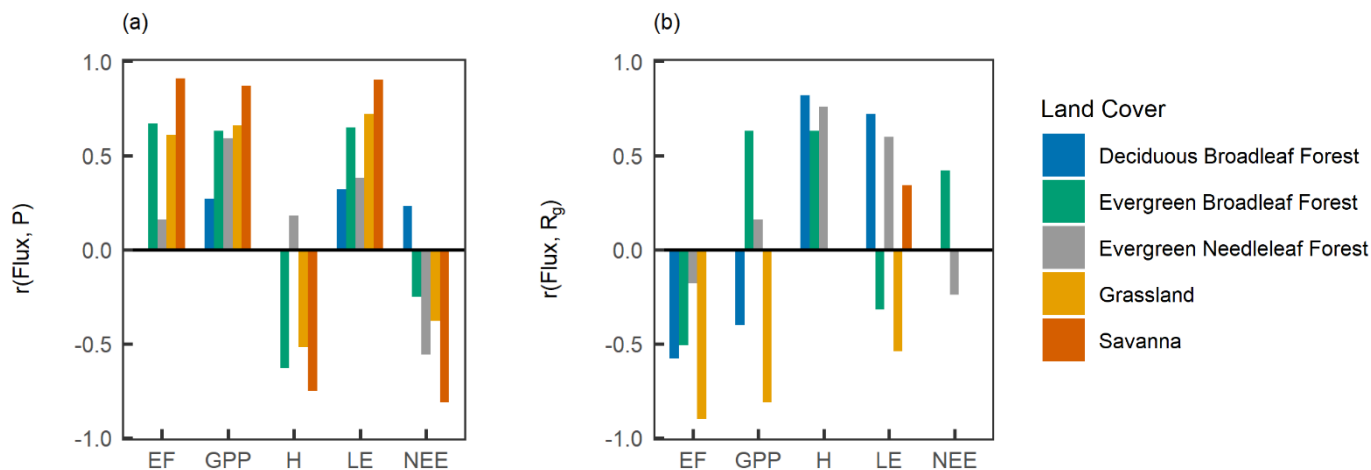 (a)
r(Flux, P)
1.0
0.5
0.0
-0.5
-1.0
EF GPP H LE NEE
(b)
r(Flux, Rg)
1.0
0.5
0.0
-0.5
-1.0
EF GPP H LE NEE
Land Cover
Deciduous Broadleaf Forest
Evergreen Broadleaf Forest
Evergreen Needleleaf Forest
Grassland
Savanna